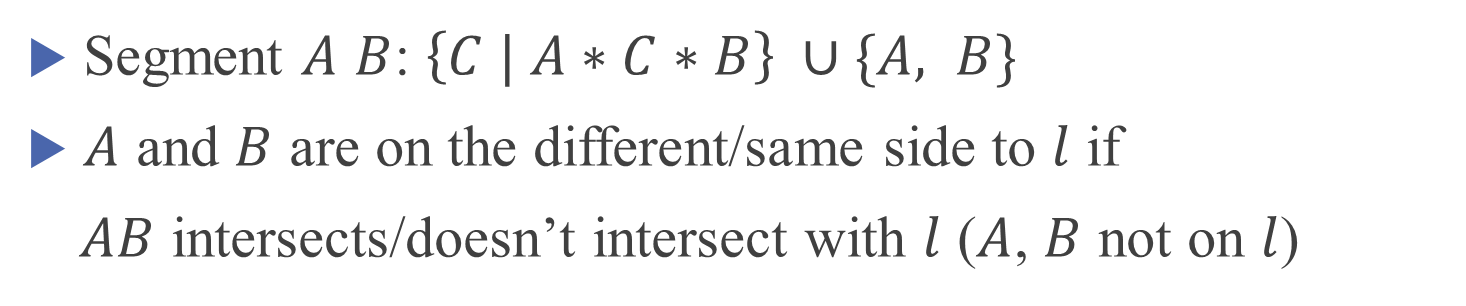 ▶ Segment A B: {C | A ∗ C ∗ B} ∪ {A, B}
▶ A and B are on the different/same side to l if
AB intersects/doesn’t intersect with l (A, B not on l)